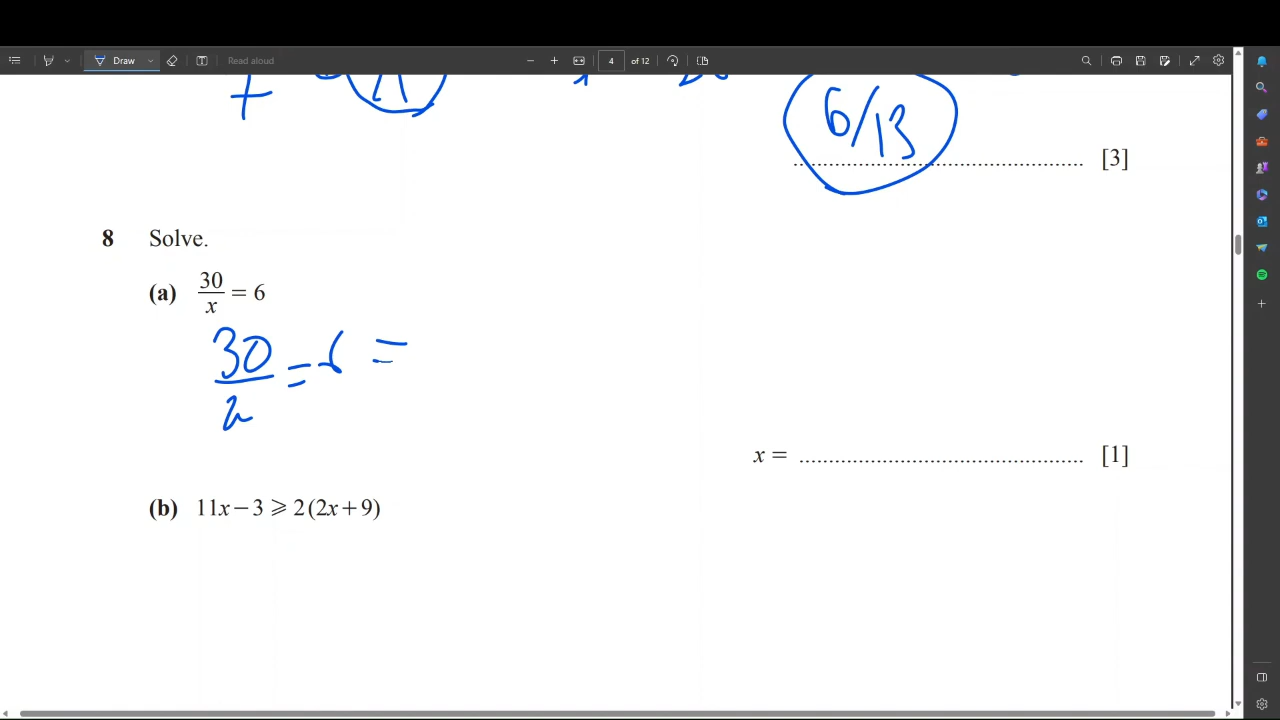 Draw
Read aloud
4 of 12
6/13
[3]
8 Solve.
(a) 30/x = 6
30/x = 6 =
x = ............................................ [1]
(b) 11x − 3 ⩾ 2(2x + 9)